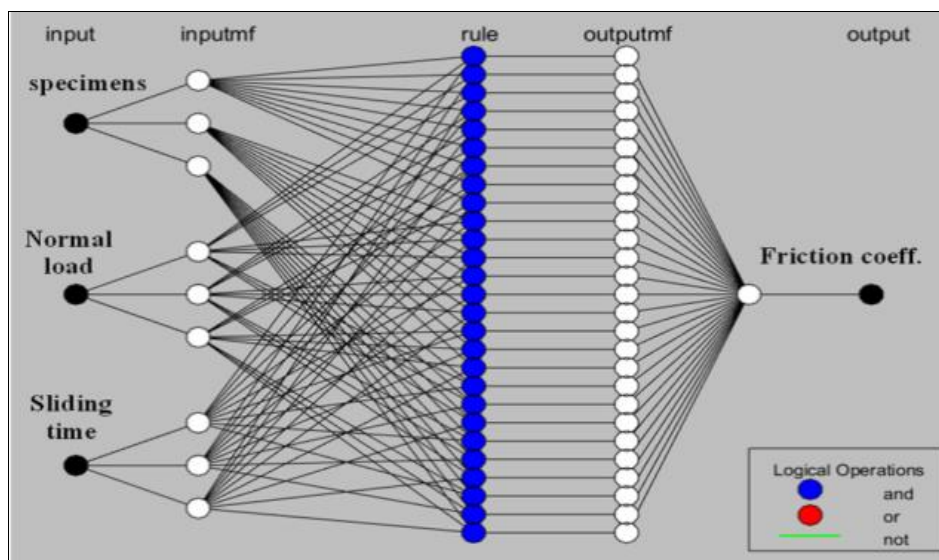 input inputmf rule outputmf output
specimens
Normal
load
Friction coeff.
Sliding
time
Logical Operations
and
or
not